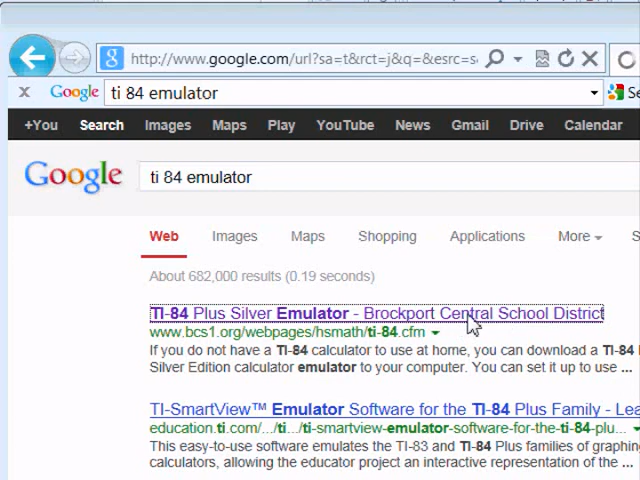 http://www.google.com/url?sa=t&rct=j&q=&esrc=s
x Google ti 84 emulator
+You Search Images Maps Play YouTube News Gmail Drive Calendar
Google ti 84 emulator
Web Images Maps Shopping Applications More
About 682,000 results (0.19 seconds)
TI-84 Plus Silver Emulator - Brockport Central School District
www.bcs1.org/webpages/hsmath/ti-84.cfm
If you do not have a TI-84 calculator to use at home, you can download a TI-84
Silver Edition calculator emulator to your computer. You can set it up to use ...
TI-SmartView™ Emulator Software for the TI-84 Plus Family - Lea
education.ti.com/.../ti.../ti-smartview-emulator-software-for-the-ti-84-plu...
This easy-to-use software emulates the TI-83 and TI-84 Plus families of graphing
calculators, allowing the educator project an interactive representation of the ...